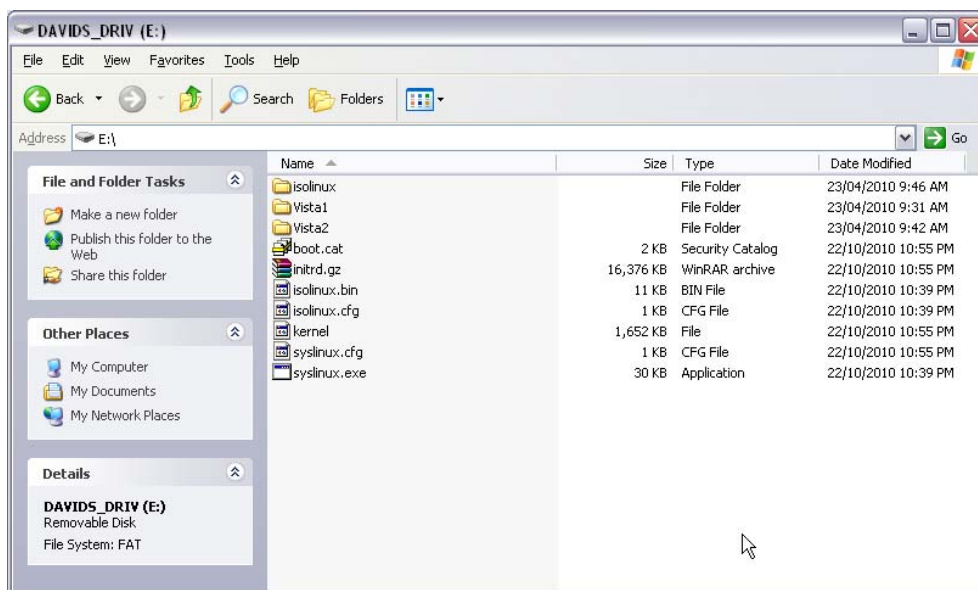 DAVIDS_DRIV (E:)
File Edit View Favorites Tools Help
Back Search Folders
Address E:\ Go
Name Size Type Date Modified
File and Folder Tasks
Make a new folder
Publish this folder to the
Web
Share this folder
Other Places
My Computer
My Documents
My Network Places
Details
DAVIDS_DRIV (E:)
Removable Disk
File System: FAT
isolinux File Folder 23/04/2010 9:46 AM
Vista1 File Folder 23/04/2010 9:31 AM
Vista2 File Folder 23/04/2010 9:42 AM
boot.cat 2 KB Security Catalog 22/10/2010 10:55 PM
initrd.gz 16,376 KB WinRAR archive 22/10/2010 10:55 PM
isolinux.bin 11 KB BIN File 22/10/2010 10:39 PM
isolinux.cfg 1 KB CFG File 22/10/2010 10:39 PM
kernel 1,652 KB File 22/10/2010 10:55 PM
syslinux.cfg 1 KB CFG File 22/10/2010 10:55 PM
syslinux.exe 30 KB Application 22/10/2010 10:39 PM